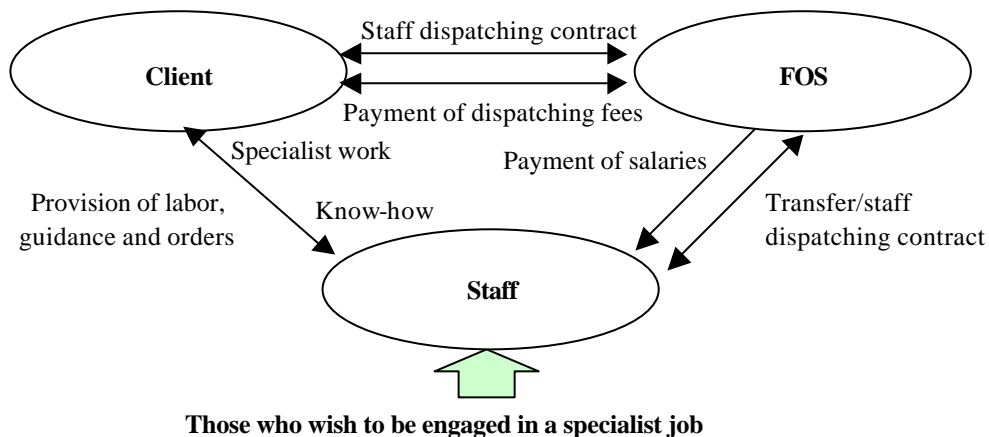 Staff dispatching contract
Client
FOS
Payment of dispatching fees
Specialist work
Payment of salaries
Provision of labor,
guidance and orders
Know-how
Transfer/staff
dispatching contract
Staff
Those who wish to be engaged in a specialist job